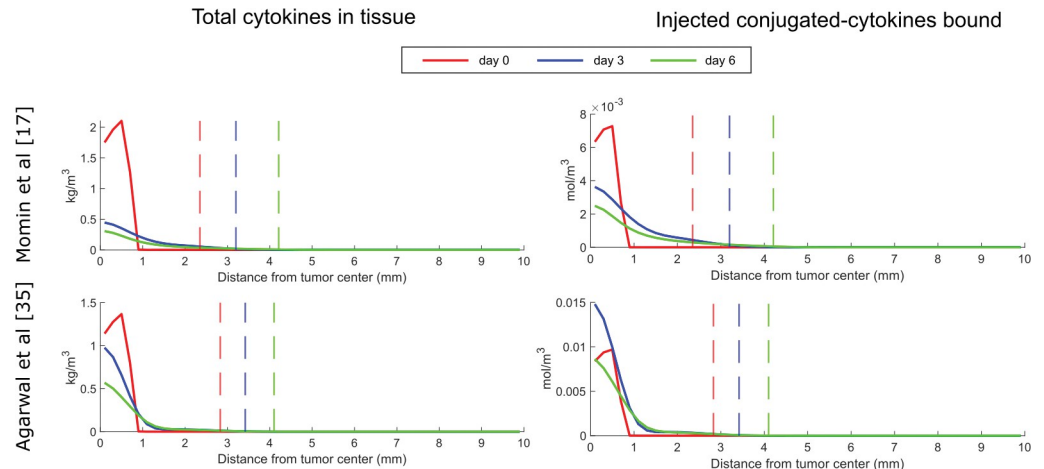 Total cytokines in tissue
Injected conjugated-cytokines bound
day 0
day 3
day 6
Momin et al [17]
2
1.5
1
0.5
0
kg/m3
0 1 2 3 4 5 6 7 8 9 10
Distance from tumor center (mm)
8 × 10-3
6
4
2
0
mol/m3
0 1 2 3 4 5 6 7 8 9 10
Distance from tumor center (mm)
Agarwal et al [35]
1.5
1
0.5
0
kg/m3
0 1 2 3 4 5 6 7 8 9 10
Distance from tumor center (mm)
0.015
0.01
0.005
0
mol/m3
0 1 2 3 4 5 6 7 8 9 10
Distance from tumor center (mm)